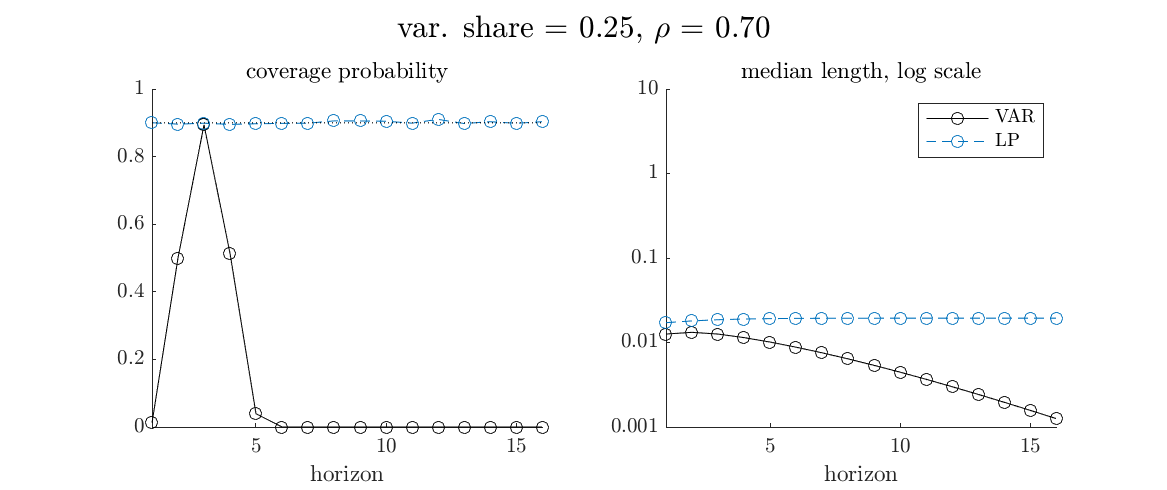 var. share = 0.25, ρ = 0.70
coverage probability
1
0.8
0.6
0.4
0.2
0
5
10
15
horizon
median length, log scale
10
1
0.1
0.01
0.001
5
10
15
horizon
VAR
LP